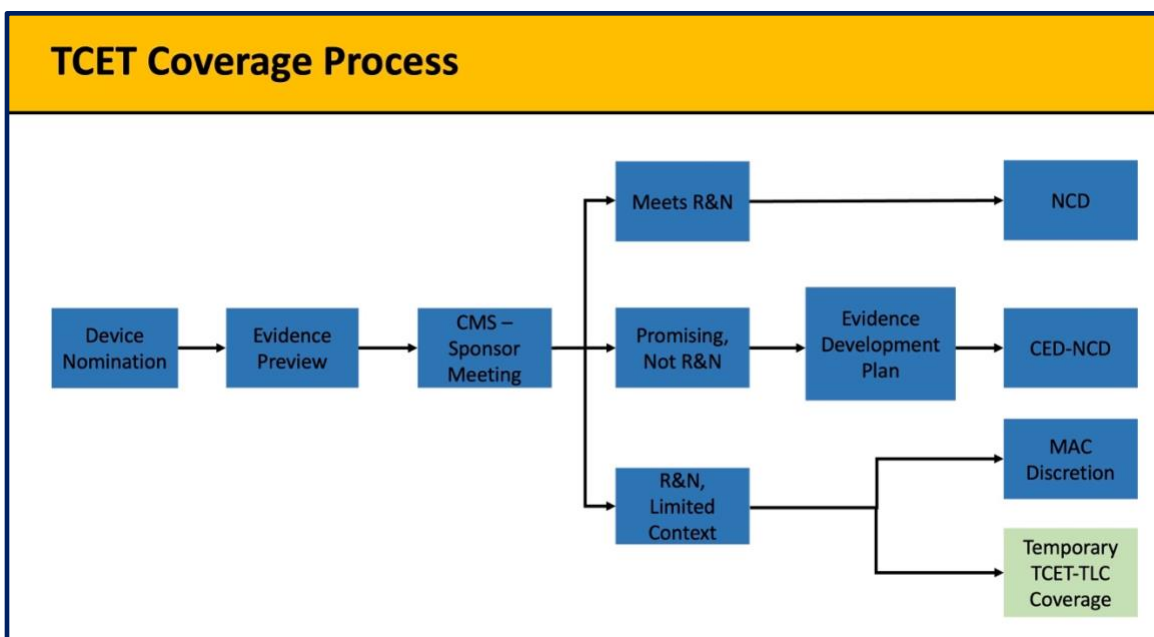 TCET Coverage Process
Device
Nomination
Evidence
Preview
CMS –
Sponsor
Meeting
Meets R&N
NCD
Promising,
Not R&N
Evidence
Development
Plan
CED-NCD
R&N,
Limited
Context
MAC
Discretion
Temporary
TCET-TLC
Coverage